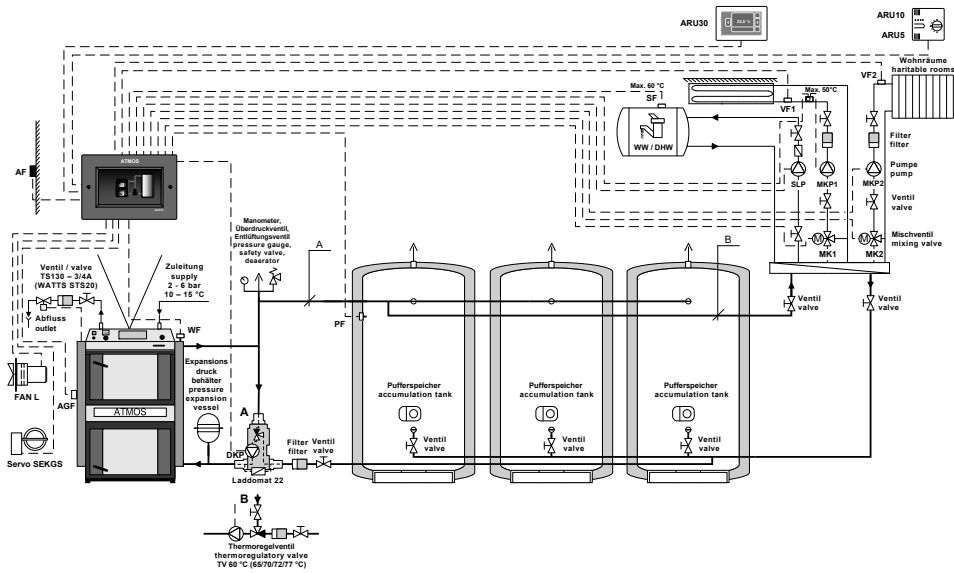 ARU30
22,0 °c
ARU10
ARU5
Wohnräume
haritable rooms
VF2
Max. 60 °C
SF
Max. 50°C
VF1
WW / DHW
Filter
filter
Pumpe
pump
SLP
MKP1
MKP2
Ventil
valve
Mischventil
mixing valve
M
M
MK1
MK2
Ventil
valve
Ventil
valve
AF
ATMOS
Manometer,
Überdruckventil,
Entlüftungsventil
pressure gauge,
safety valve,
deaerator
A
B
Ventil / valve
TS130 – 3/4A
(WATTS STS20)
Zuleitung
supply
2 - 6 bar
10 – 15 °C
Abfluss
outlet
WF
PF
FAN L
AGF
ATMOS
Servo SEKGS
Expansions
druck
behälter
pressure
expansion
vessel
A
DKP
Laddomat 22
Filter
filter
Ventil
valve
Pufferspeicher
accumulation tank
Pufferspeicher
accumulation tank
Pufferspeicher
accumulation tank
Ventil
valve
Ventil
valve
Ventil
valve
B
Thermoregelventil
thermoregulatory valve
TV 60 °C (65/70/72/77 °C)